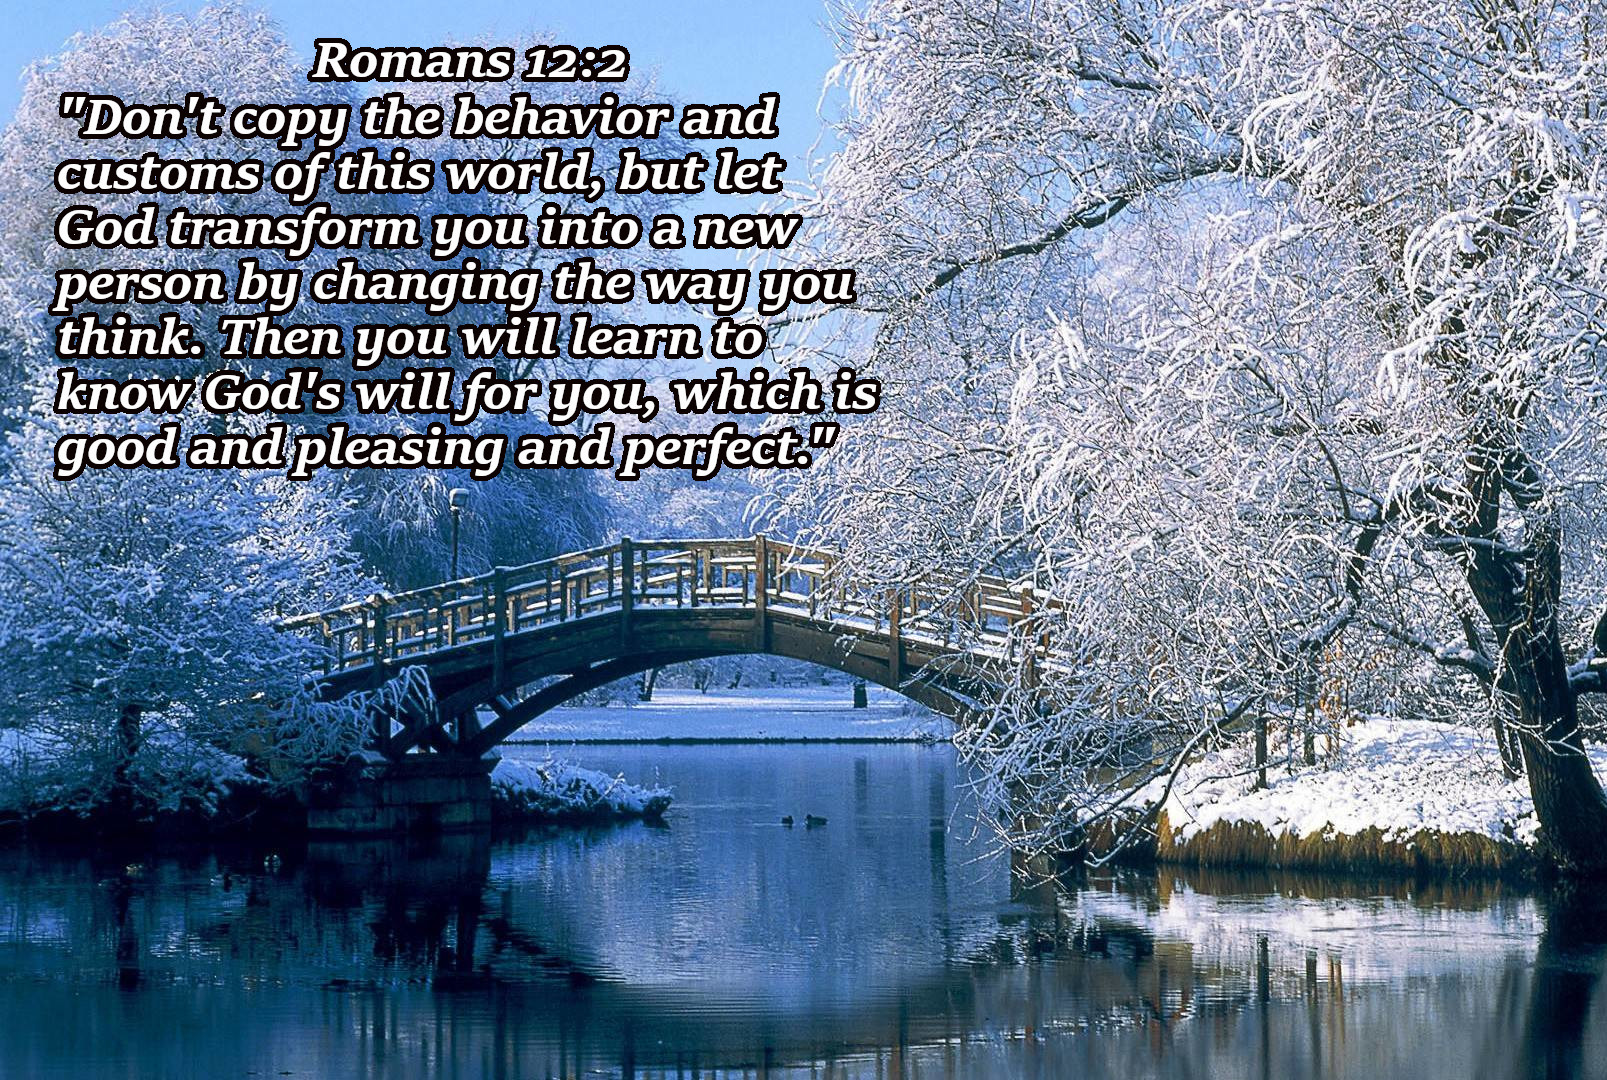 Romans 12:2
"Don't copy the behavior and
customs of this world, but let
God transform you into a new
person by changing the way you
think. Then you will learn to
know God's will for you, which is
good and pleasing and perfect."